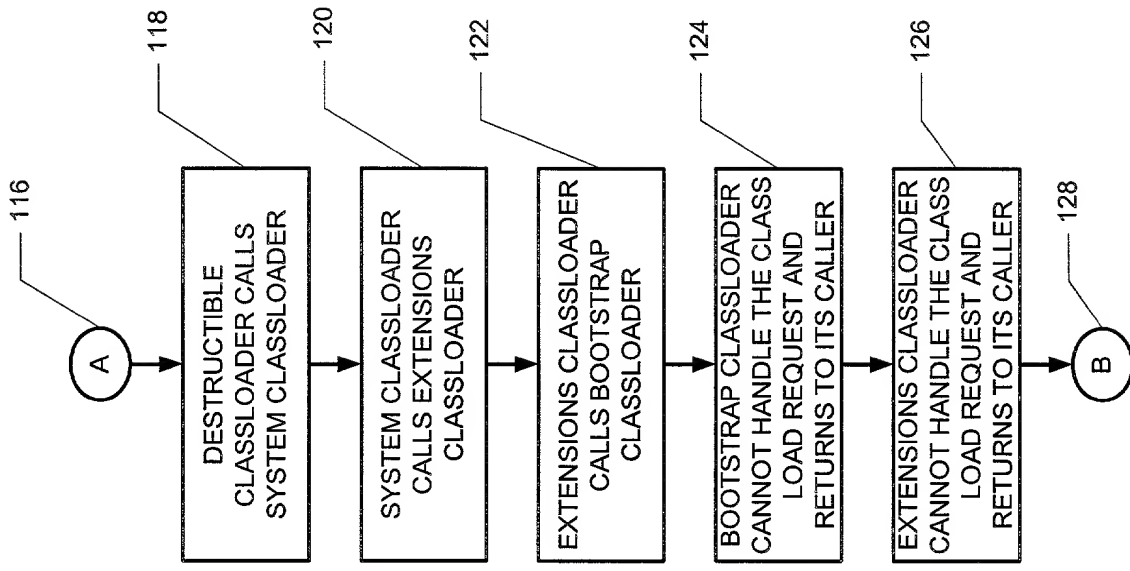 A
116
DESTRUCTIBLE
CLASSLOADER CALLS
SYSTEM CLASSLOADER
118
SYSTEM CLASSLOADER
CALLS EXTENSIONS
CLASSLOADER
120
EXTENSIONS CLASSLOADER
CALLS BOOTSTRAP
CLASSLOADER
122
BOOTSTRAP CLASSLOADER
CANNOT HANDLE THE CLASS
LOAD REQUEST AND
RETURNS TO ITS CALLER
124
EXTENSIONS CLASSLOADER
CANNOT HANDLE THE CLASS
LOAD REQUEST AND
RETURNS TO ITS CALLER
126
B
128